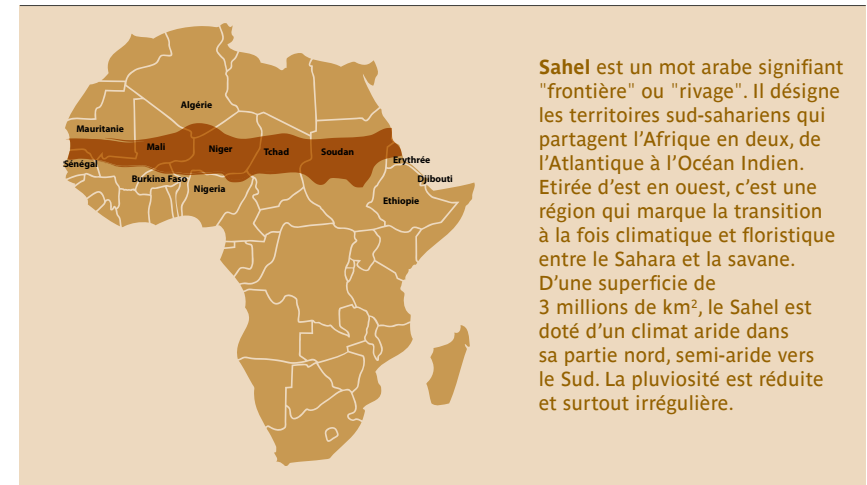 Algérie
Mauritanie
Mali
Niger
Tchad
Soudan
Sénégal
Erythrée
Burkina Faso
Nigeria
Djibouti
Ethiopie
Sahel est un mot arabe signifiant
"frontière" ou "rivage". Il désigne
les territoires sud-sahariens qui
partagent l’Afrique en deux, de
l’Atlantique à l’Océan Indien.
Etirée d’est en ouest, c’est une
région qui marque la transition
à la fois climatique et floristique
entre le Sahara et la savane.
D’une superficie de
3 millions de km², le Sahel est
doté d’un climat aride dans
sa partie nord, semi-aride vers
le Sud. La pluviosité est réduite
et surtout irrégulière.